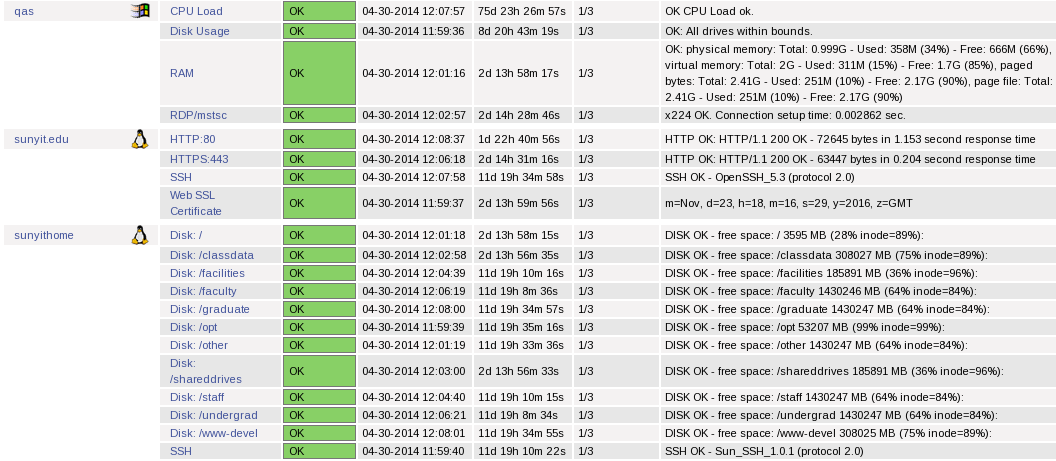 qas CPU Load OK 04-30-2014 12:07:57 75d 23h 26m 57s 1/3 OK CPU Load ok.
Disk Usage OK 04-30-2014 11:59:36 8d 20h 43m 19s 1/3 OK: All drives within bounds.
RAM OK 04-30-2014 12:01:16 2d 13h 58m 17s 1/3 OK: physical memory: Total: 0.999G - Used: 358M (34%) - Free: 666M (66%),
virtual memory: Total: 2G - Used: 311M (15%) - Free: 1.7G (85%), paged
bytes: Total: 2.41G - Used: 251M (10%) - Free: 2.17G (90%), page file: Total:
2.41G - Used: 251M (10%) - Free: 2.17G (90%)
RDP/mstsc OK 04-30-2014 12:02:57 2d 14h 28m 46s 1/3 x224 OK. Connection setup time: 0.002862 sec.
sunyit.edu HTTP:80 OK 04-30-2014 12:08:37 1d 22h 40m 56s 1/3 HTTP OK: HTTP/1.1 200 OK - 72645 bytes in 1.153 second response time
HTTPS:443 OK 04-30-2014 12:06:18 2d 14h 31m 16s 1/3 HTTP OK: HTTP/1.1 200 OK - 63447 bytes in 0.204 second response time
SSH OK 04-30-2014 12:07:58 11d 19h 34m 58s 1/3 SSH OK - OpenSSH_5.3 (protocol 2.0)
Web SSL
Certificate OK 04-30-2014 11:59:37 2d 13h 59m 56s 1/3 m=Nov, d=23, h=18, m=16, s=29, y=2016, z=GMT
sunyithome Disk: / OK 04-30-2014 12:01:18 2d 13h 58m 15s 1/3 DISK OK - free space: / 3595 MB (28% inode=89%):
Disk: /classdata OK 04-30-2014 12:02:58 2d 13h 56m 35s 1/3 DISK OK - free space: /classdata 308027 MB (75% inode=89%):
Disk: /facilities OK 04-30-2014 12:04:39 11d 19h 10m 16s 1/3 DISK OK - free space: /facilities 185891 MB (36% inode=96%):
Disk: /faculty OK 04-30-2014 12:06:19 11d 19h 8m 36s 1/3 DISK OK - free space: /faculty 1430246 MB (64% inode=84%):
Disk: /graduate OK 04-30-2014 12:08:00 11d 19h 34m 57s 1/3 DISK OK - free space: /graduate 1430247 MB (64% inode=84%):
Disk: /opt OK 04-30-2014 11:59:39 11d 19h 35m 16s 1/3 DISK OK - free space: /opt 53207 MB (99% inode=99%):
Disk: /other OK 04-30-2014 12:01:19 11d 19h 33m 36s 1/3 DISK OK - free space: /other 1430247 MB (64% inode=84%):
Disk:
/shareddrives OK 04-30-2014 12:03:00 2d 13h 56m 33s 1/3 DISK OK - free space: /shareddrives 185891 MB (36% inode=96%):
Disk: /staff OK 04-30-2014 12:04:40 11d 19h 10m 15s 1/3 DISK OK - free space: /staff 1430247 MB (64% inode=84%):
Disk: /undergrad OK 04-30-2014 12:06:21 11d 19h 8m 34s 1/3 DISK OK - free space: /undergrad 1430247 MB (64% inode=84%):
Disk: /www-devel OK 04-30-2014 12:08:01 11d 19h 34m 55s 1/3 DISK OK - free space: /www-devel 308025 MB (75% inode=89%):
SSH OK 04-30-2014 11:59:40 11d 19h 10m 22s 1/3 SSH OK - Sun_SSH_1.0.1 (protocol 2.0)